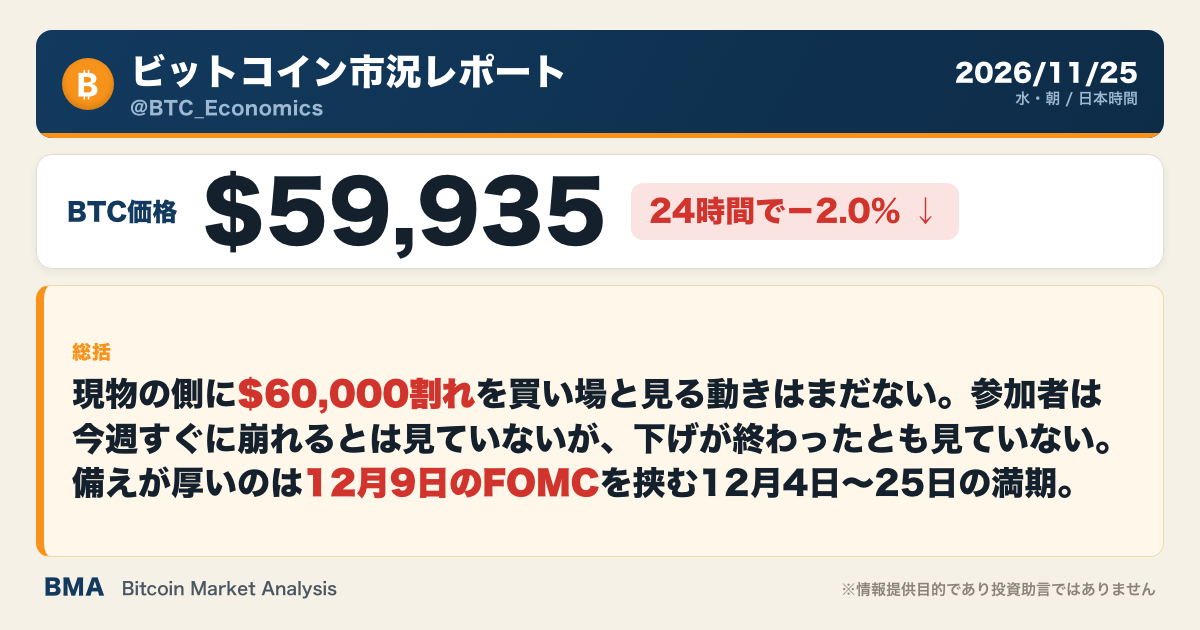 ビットコイン市況レポート
@BTC_Economics
2026/11/25
水・朝 / 日本時間
BTC価格 $59,935 24時間で−2.0% ↓
総括
現物の側に$60,000割れを買い場と見る動きはまだない。参加者は
今週すぐに崩れるとは見ていないが、下げが終わったとも見ていない。
備えが厚いのは12月9日のFOMCを挟む12月4日〜25日の満期。
BMA Bitcoin Market Analysis
※情報提供目的であり投資助言ではありません